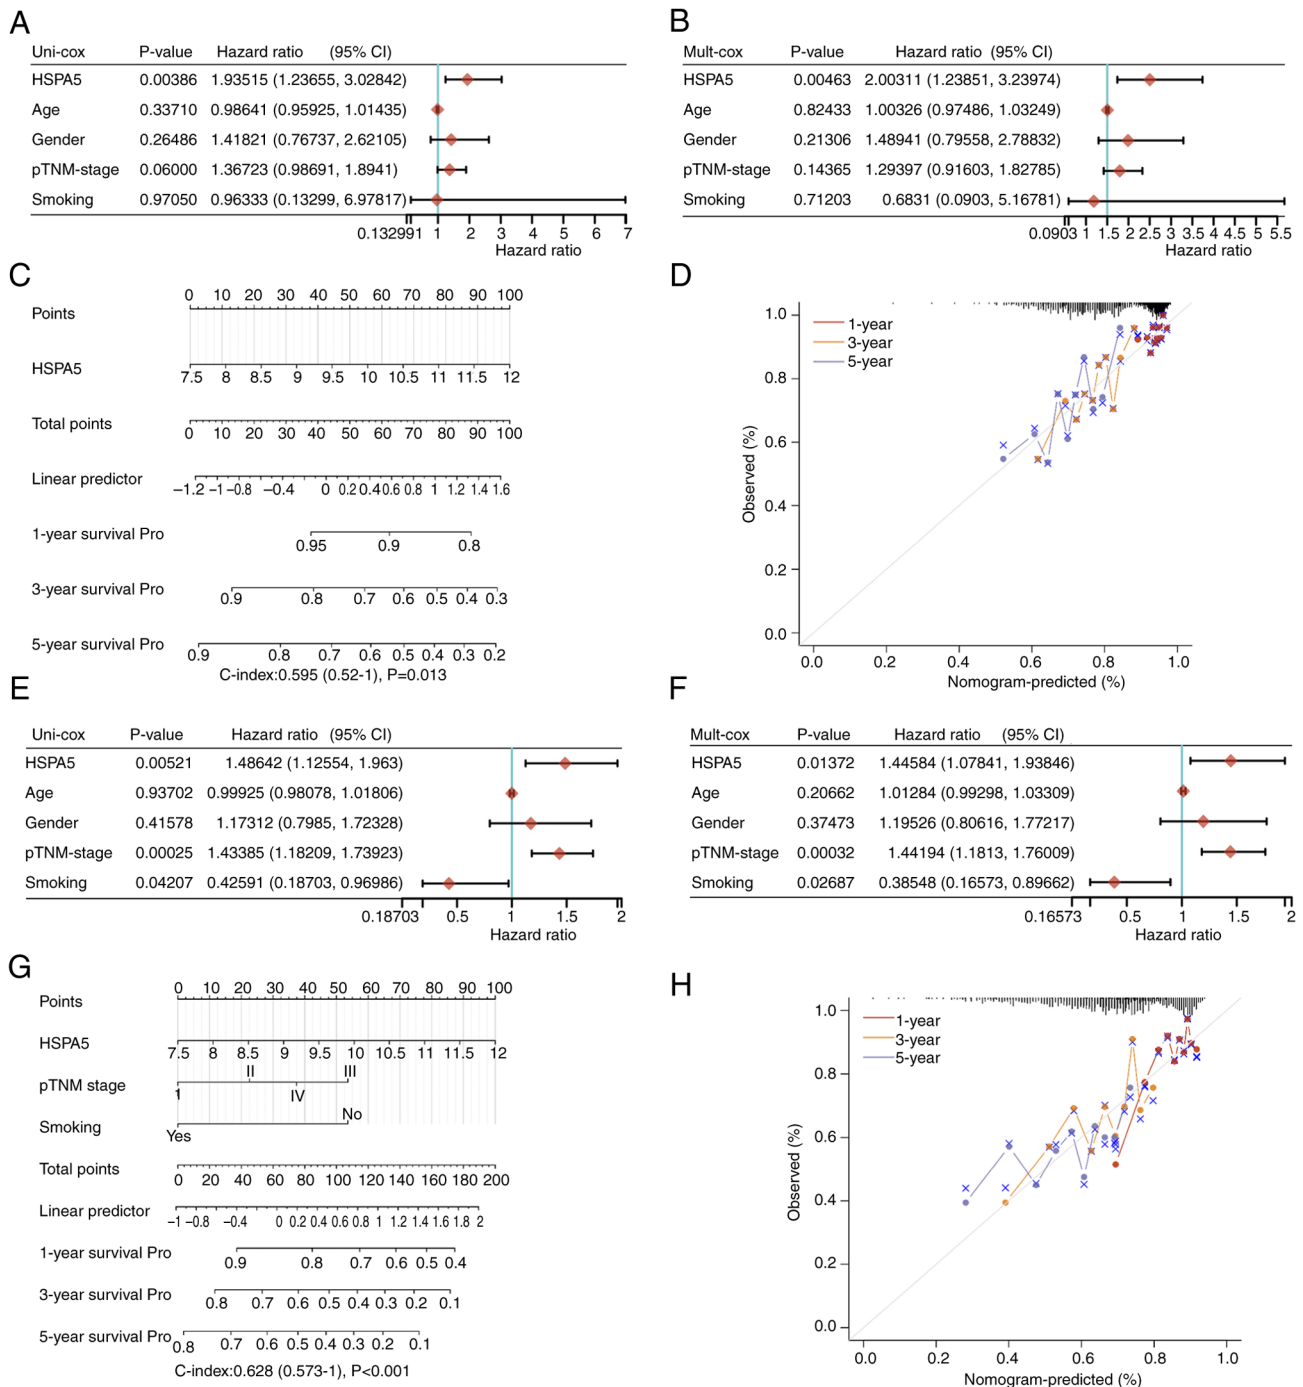 A
Uni-cox P-value Hazard ratio (95% CI)
HSPA5 0.00386 1.93515 (1.23655, 3.02842)
Age 0.33710 0.98641 (0.95925, 1.01435)
Gender 0.26486 1.41821 (0.76737, 2.62105)
pTNM-stage 0.06000 1.36723 (0.98691, 1.8941)
Smoking 0.97050 0.96333 (0.13299, 6.97817)
0.132991 1 2 3 4 5 6 7
Hazard ratio
B
Mult-cox P-value Hazard ratio (95% CI)
HSPA5 0.00463 2.00311 (1.23851, 3.23974)
Age 0.82433 1.00326 (0.97486, 1.03249)
Gender 0.21306 1.48941 (0.79558, 2.78832)
pTNM-stage 0.14365 1.29397 (0.91603, 1.82785)
Smoking 0.71203 0.6831 (0.0903, 5.16781)
0.0903 1 1.5 2 2.5 3 3.5 4 4.5 5 5.5
Hazard ratio
C
0 10 20 30 40 50 60 70 80 90 100
Points
HSPA5
7.5 8 8.5 9 9.5 10 10.5 11 11.5 12
Total points
0 10 20 30 40 50 60 70 80 90 100
Linear predictor
−1.2 −1 −0.8 −0.4 0 0.2 0.4 0.6 0.8 1 1.2 1.4 1.6
1-year survival Pro
0.95 0.9 0.8
3-year survival Pro
0.9 0.8 0.7 0.6 0.5 0.4 0.3
5-year survival Pro
0.9 0.8 0.7 0.6 0.5 0.4 0.3 0.2
C-index:0.595 (0.52-1), P=0.013
D
1-year
3-year
5-year
Observed (%)
1.0
0.8
0.6
0.4
0.2
0.0
0.0 0.2 0.4 0.6 0.8 1.0
Nomogram-predicted (%)
E
Uni-cox P-value Hazard ratio (95% CI)
HSPA5 0.00521 1.48642 (1.12554, 1.963)
Age 0.93702 0.99925 (0.98078, 1.01806)
Gender 0.41578 1.17312 (0.7985, 1.72328)
pTNM-stage 0.00025 1.43385 (1.18209, 1.73923)
Smoking 0.04207 0.42591 (0.18703, 0.96986)
0.18703 0.5 1 1.5 2
Hazard ratio
F
Mult-cox P-value Hazard ratio (95% CI)
HSPA5 0.01372 1.44584 (1.07841, 1.93846)
Age 0.20662 1.01284 (0.99298, 1.03309)
Gender 0.37473 1.19526 (0.80616, 1.77217)
pTNM-stage 0.00032 1.44194 (1.1813, 1.76009)
Smoking 0.02687 0.38548 (0.16573, 0.89662)
0.16573 0.5 1 1.5 2
Hazard ratio
G
0 10 20 30 40 50 60 70 80 90 100
Points
HSPA5
7.5 8 8.5 9 9.5 10 10.5 11 11.5 12
II III
pTNM stage
1 IV
No
Smoking
Yes
Total points
0 20 40 60 80 100 120 140 160 180 200
Linear predictor
−1 −0.8 −0.4 0 0.2 0.4 0.6 0.8 1 1.2 1.4 1.6 1.8 2
1-year survival Pro
0.9 0.8 0.7 0.6 0.5 0.4
3-year survival Pro
0.8 0.7 0.6 0.5 0.4 0.3 0.2 0.1
5-year survival Pro
0.8 0.7 0.6 0.5 0.4 0.3 0.2 0.1
C-index:0.628 (0.573-1), P<0.001
H
1-year
3-year
5-year
Observed (%)
1.0
0.8
0.6
0.4
0.2
0.0
0.0 0.2 0.4 0.6 0.8 1.0
Nomogram-predicted (%)